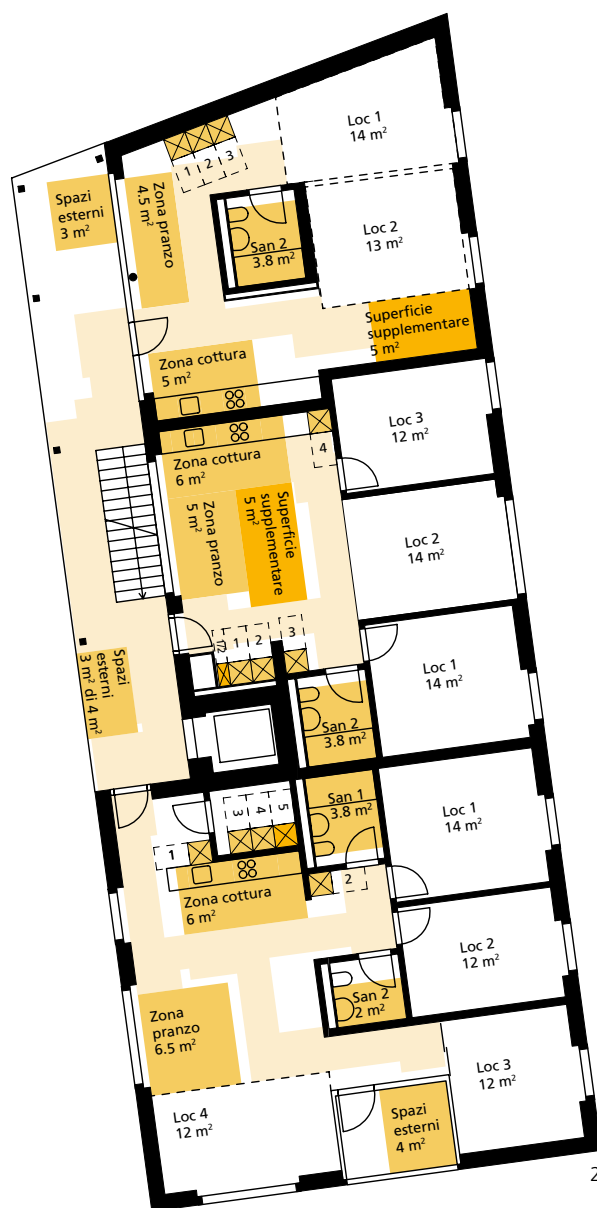 Loc 1
14 m²
Spazi
esterni
3 m²
Zona pranzo
4.5 m²
1
2
3
San 2
3.8 m²
Loc 2
13 m²
Superficie
supplementare
5 m²
Zona cottura
5 m²
Loc 3
12 m²
Zona cottura
6 m²
4
Zona pranzo
5 m²
Superficie
supplementare
5 m²
Loc 2
14 m²
1/2
1
2
3
Loc 1
14 m²
Spazi
esterni
3 m² di 4 m²
San 2
3.8 m²
San 1
3.8 m²
Loc 1
14 m²
3
4
5
1
2
Zona cottura
6 m²
Loc 2
12 m²
San 2
2 m²
Zona
pranzo
6.5 m²
Loc 3
12 m²
Loc 4
12 m²
Spazi
esterni
4 m²
2